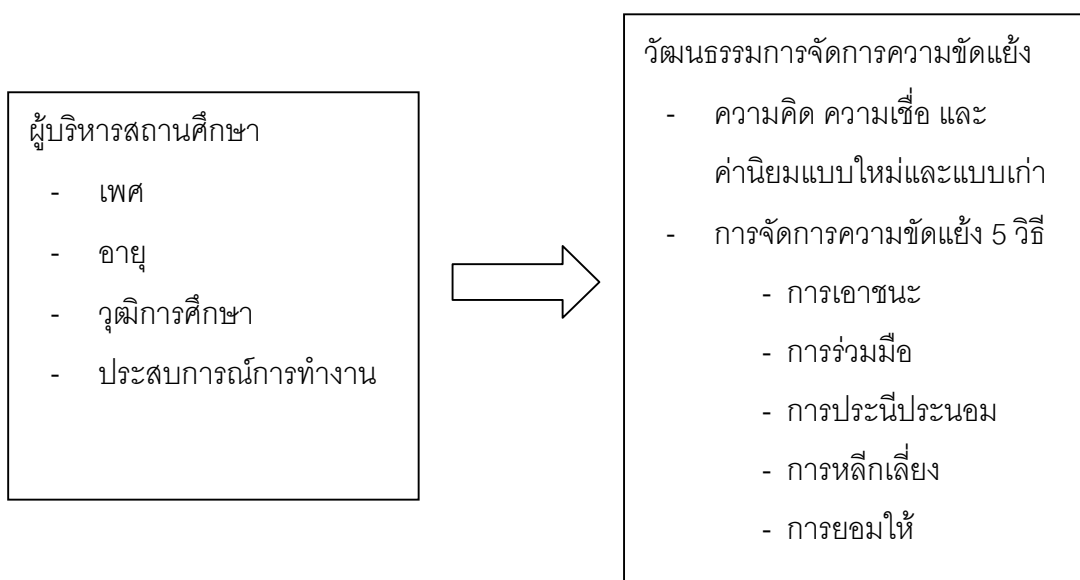 ผู้บริหารสถานศึกษา
- เพศ
- อายุ
- วุฒิการศึกษา
- ประสบการณ์การทำงาน
วัฒนธรรมการจัดการความขัดแย้ง
- ความคิด ความเชื่อ และ
ค่านิยมแบบใหม่และแบบเก่า
- การจัดการความขัดแย้ง 5 วิธี
- การเอาชนะ
- การร่วมมือ
- การประนีประนอม
- การหลีกเลี่ยง
- การยอมให้